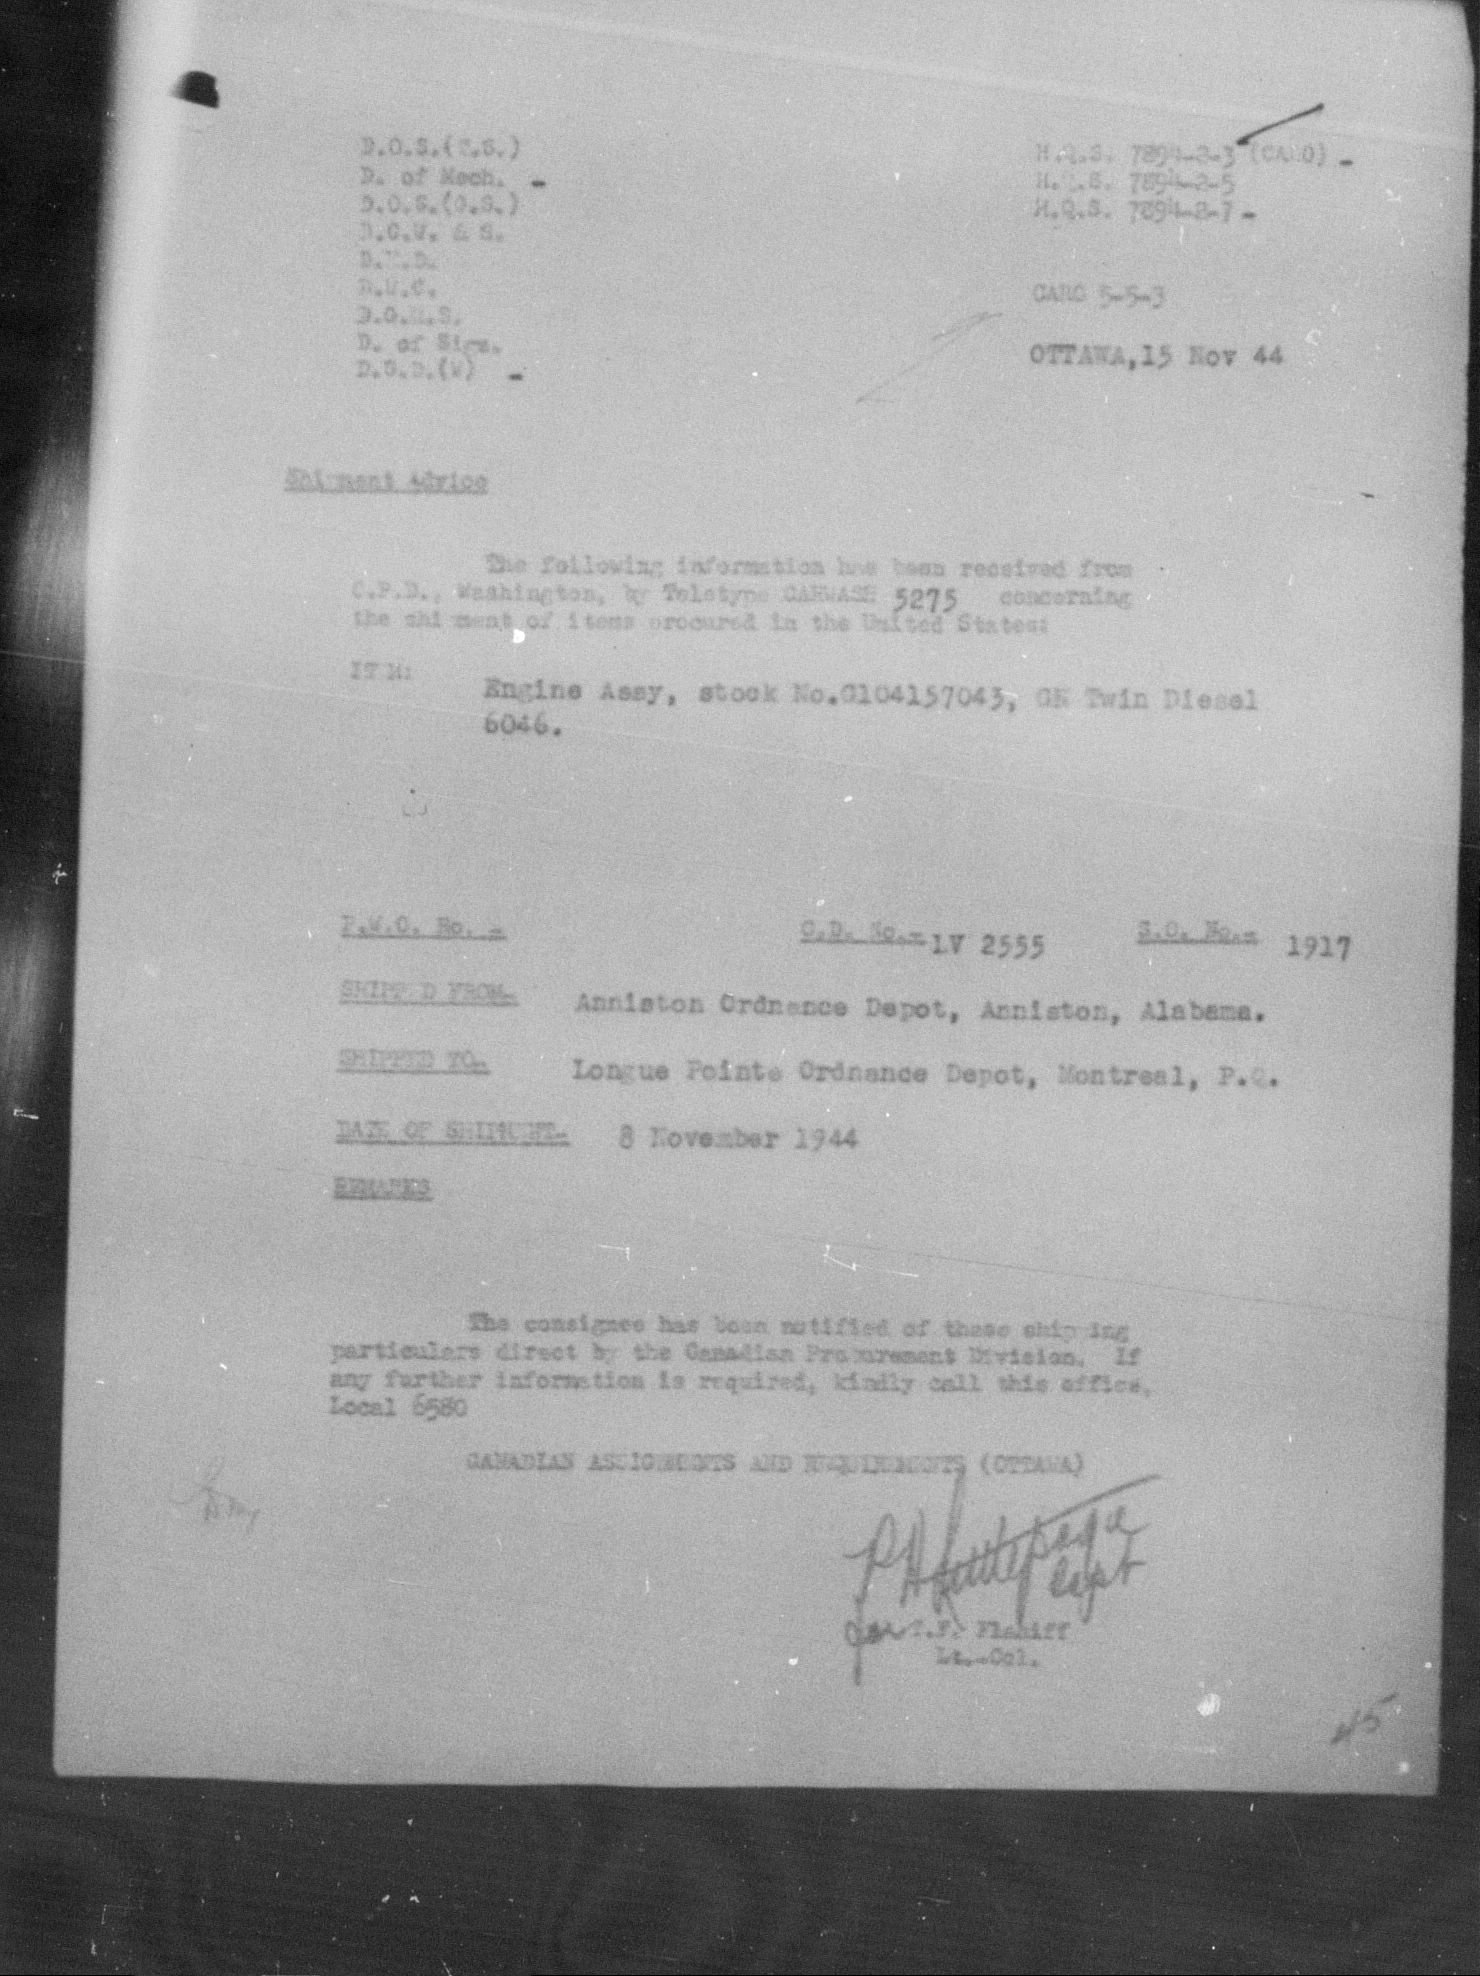 D.O.S.(E.S.)
D. of Mech. -
D.O.S.(O.S.)
D.O.W. & S.
D.M.C.
D.O.M.S.
D. of Sigs.
D.S.D.(W) -
H.Q.S. 7894-2-3 (CARO) -
H.Q.S. 7894-2-5
H.Q.S. 7894-2-7 -
CARO 5-5-3
OTTAWA, 15 Nov 44
Shipment Advice
The following information has been received from
C.P.D., Washington, by Teletype CANWASH 5275 concerning
the shipment of items procured in the United States:
ITEM: Engine Assy, stock No.G104157043, GM Twin Diesel
6046.
P.W.O. No. - O.D. No.- LV 2555 S.O. No.- 1917
SHIPPED FROM- Anniston Ordnance Depot, Anniston, Alabama.
SHIPPED TO- Longue Pointe Ordnance Depot, Montreal, P.Q.
DATE OF SHIPMENT- 8 November 1944
REMARKS
The consignee has been notified of these shipping
particulars direct by the Canadian Procurement Division. If
any further information is required, kindly call this office,
Local 6580
CANADIAN ASSIGNMENTS AND REQUIREMENTS (OTTAWA)
Capt
for Flahiff
Lt.-Col.
45